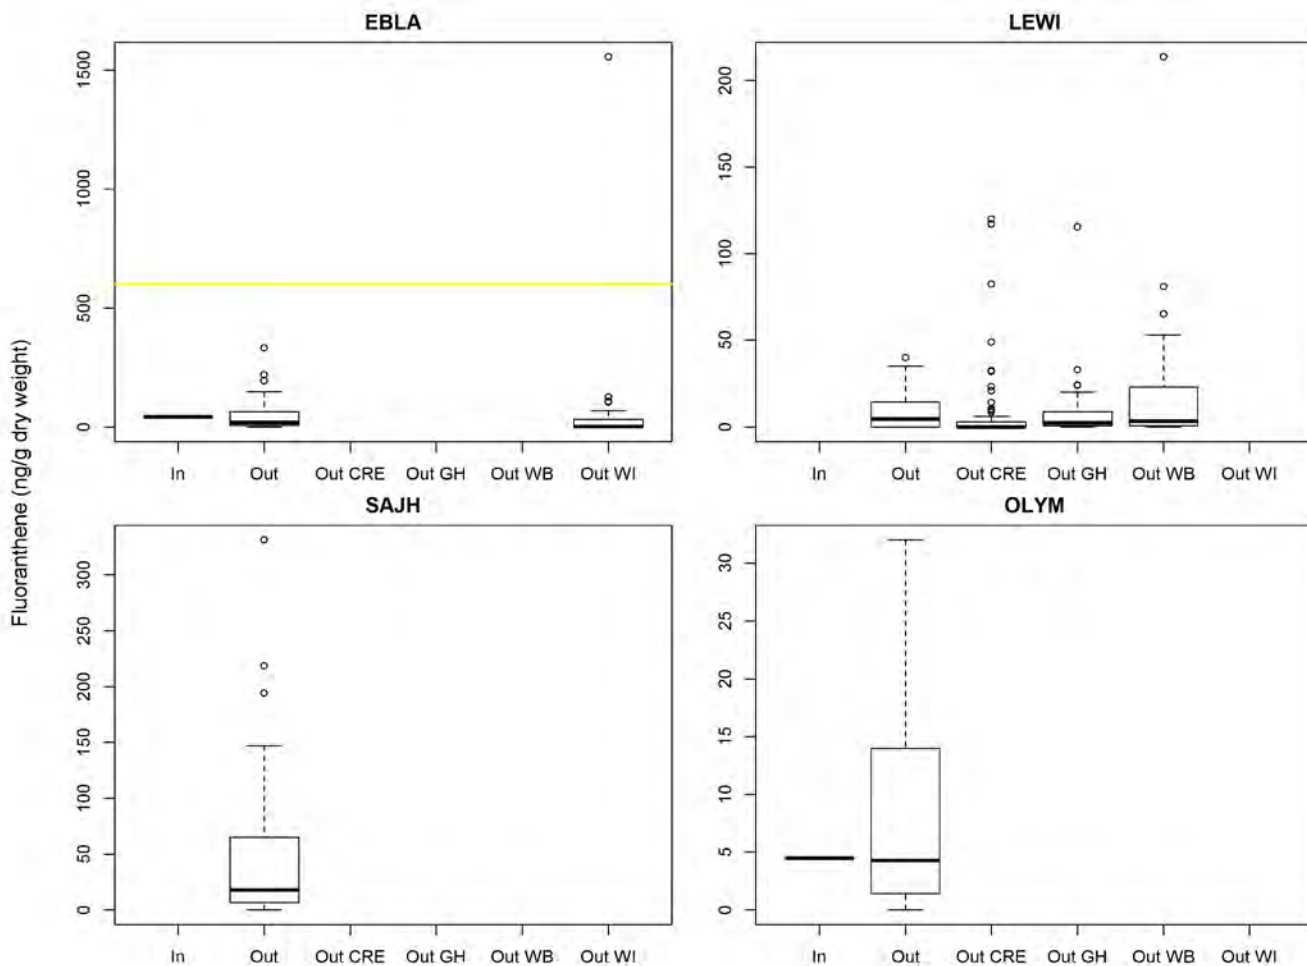 EBLA
1500
1000
500
0
In Out Out CRE Out GH Out WB Out WI
LEWI
200
150
100
50
0
In Out Out CRE Out GH Out WB Out WI
Fluoranthene (ng/g dry weight)
SAJH
300
250
200
150
100
50
0
In Out Out CRE Out GH Out WB Out WI
OLYM
30
25
20
15
10
5
0
In Out Out CRE Out GH Out WB Out WI